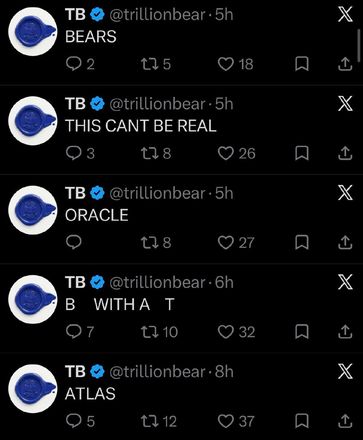 TB @trillionbear · 5h
BEARS
2 5 18
TB @trillionbear · 5h
THIS CANT BE REAL
3 8 26
TB @trillionbear · 5h
ORACLE
8 27
TB @trillionbear · 6h
B WITH A T
7 10 32
TB @trillionbear · 8h
ATLAS
5 12 37